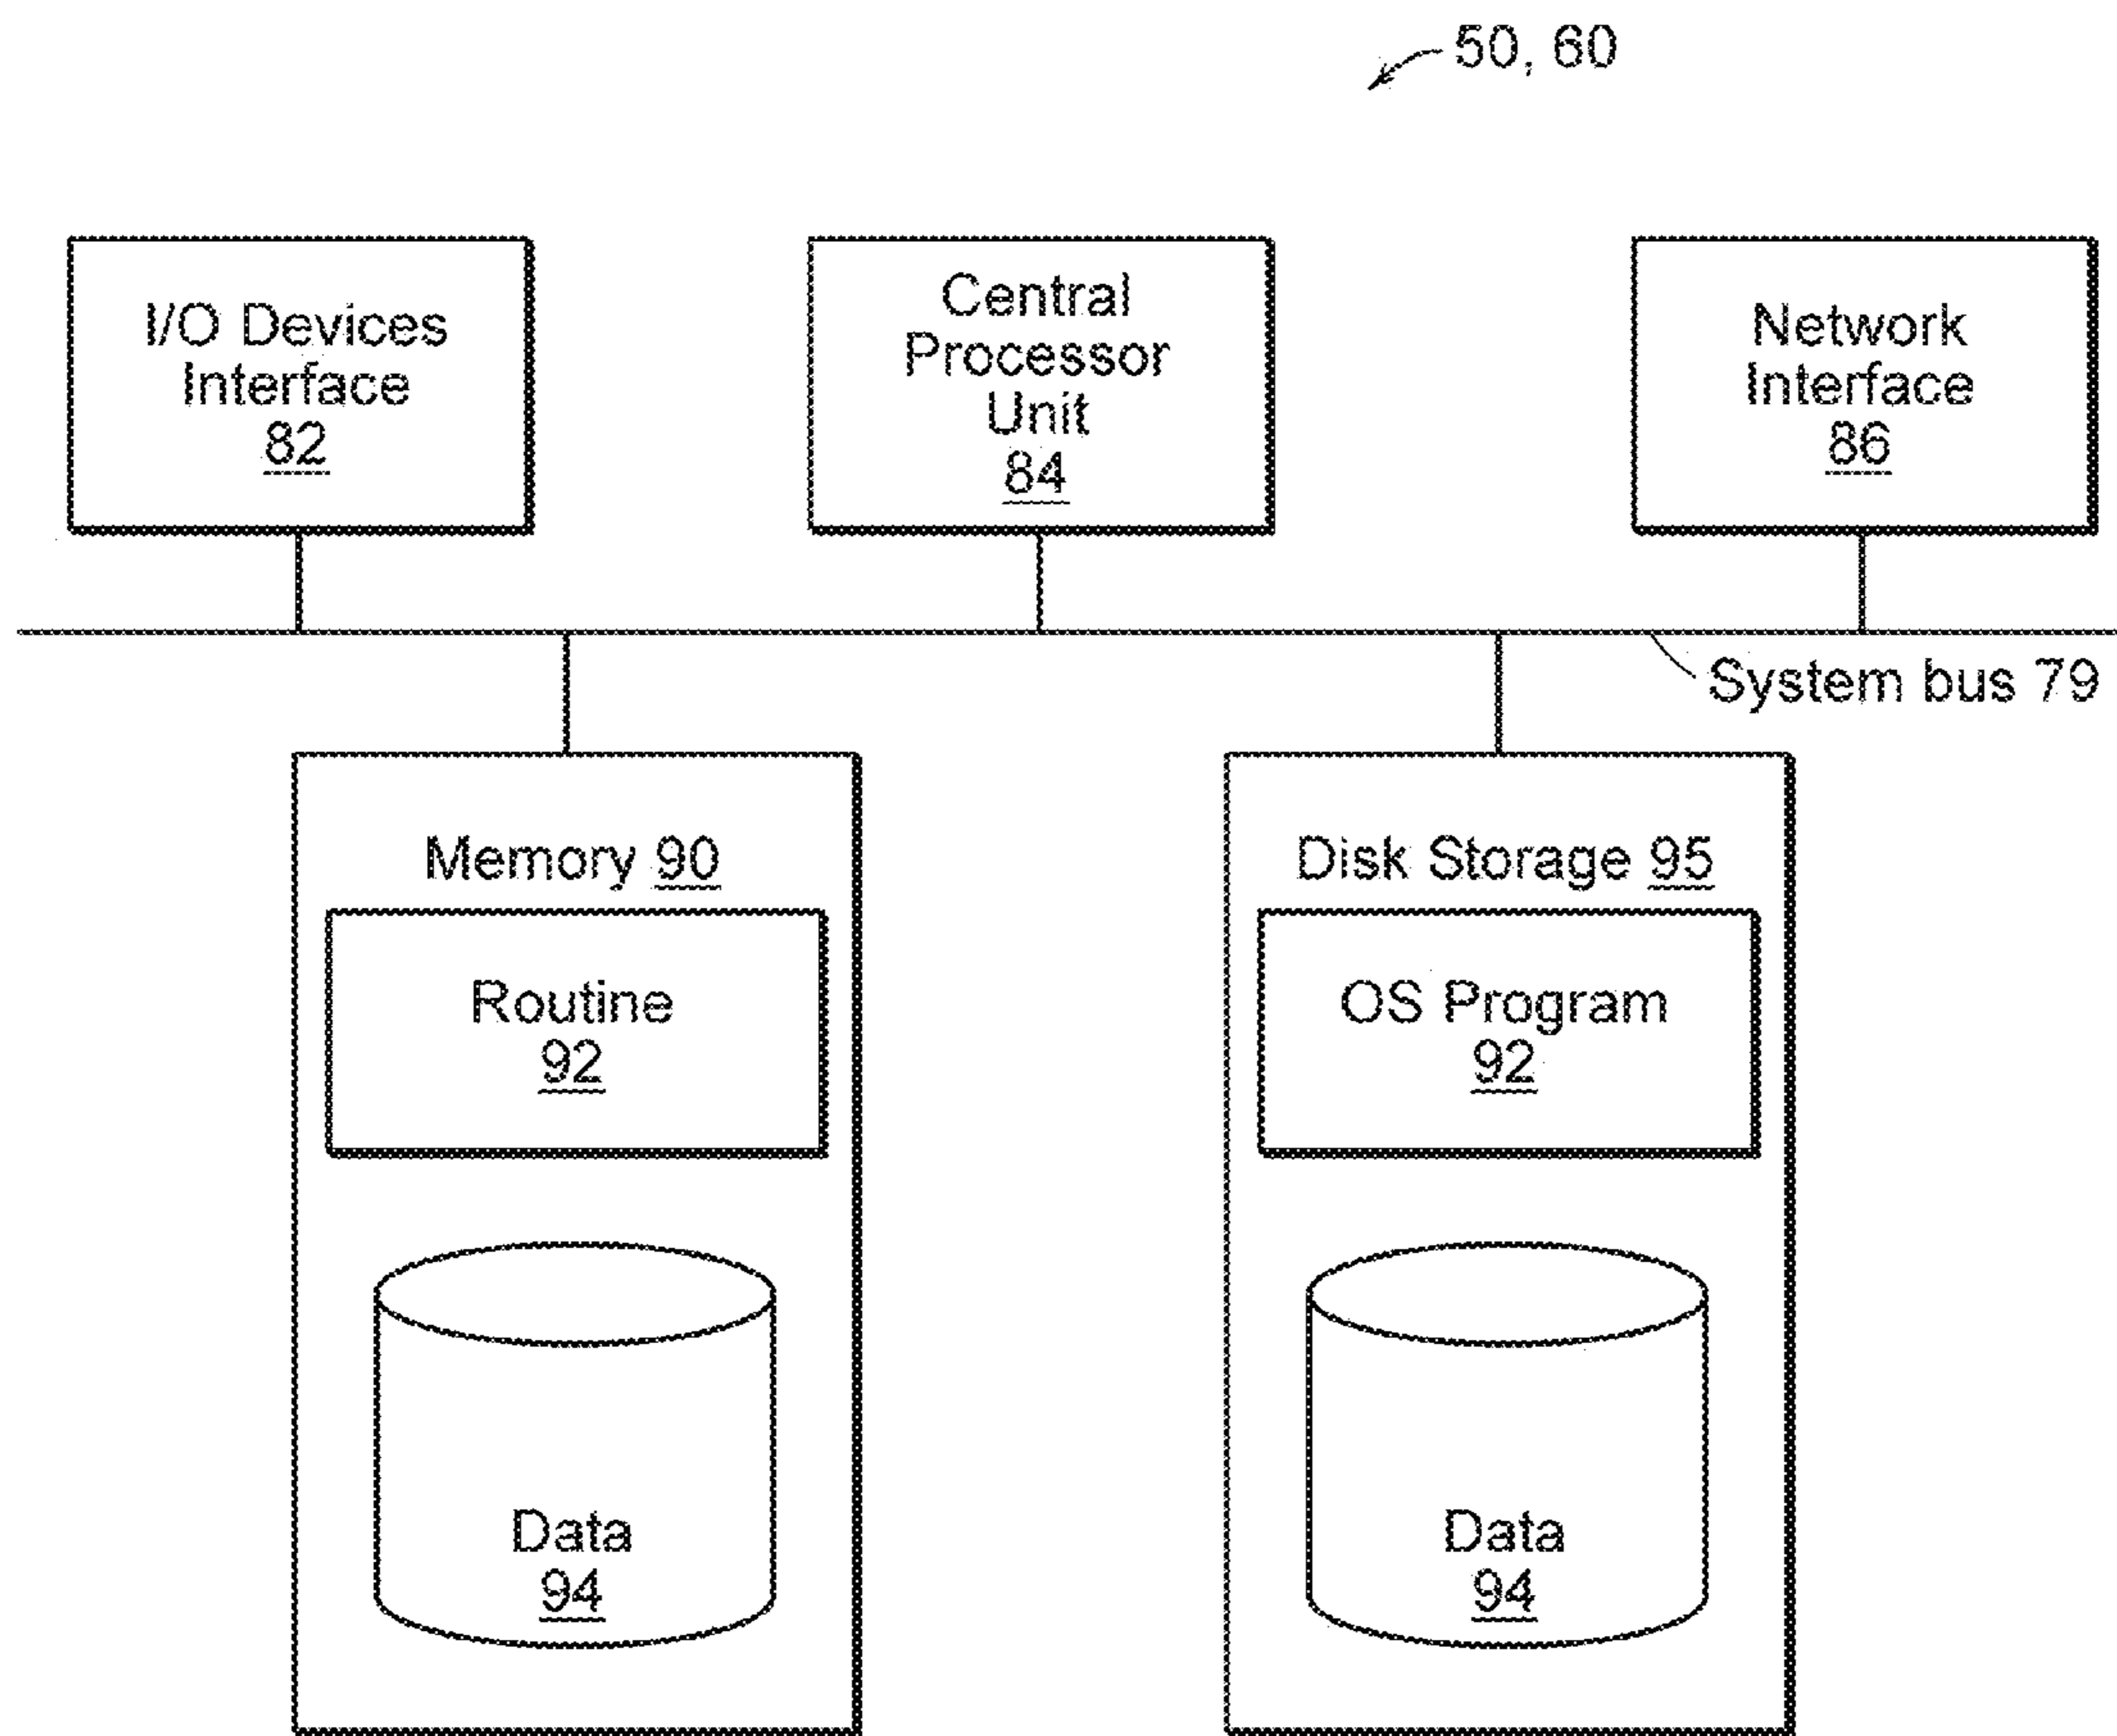 50, 60
I/O Devices
Interface
82
Central
Processor
Unit
84
Network
Interface
86
System bus 79
Memory 90
Routine
92
Data
94
Disk Storage 95
OS Program
92
Data
94